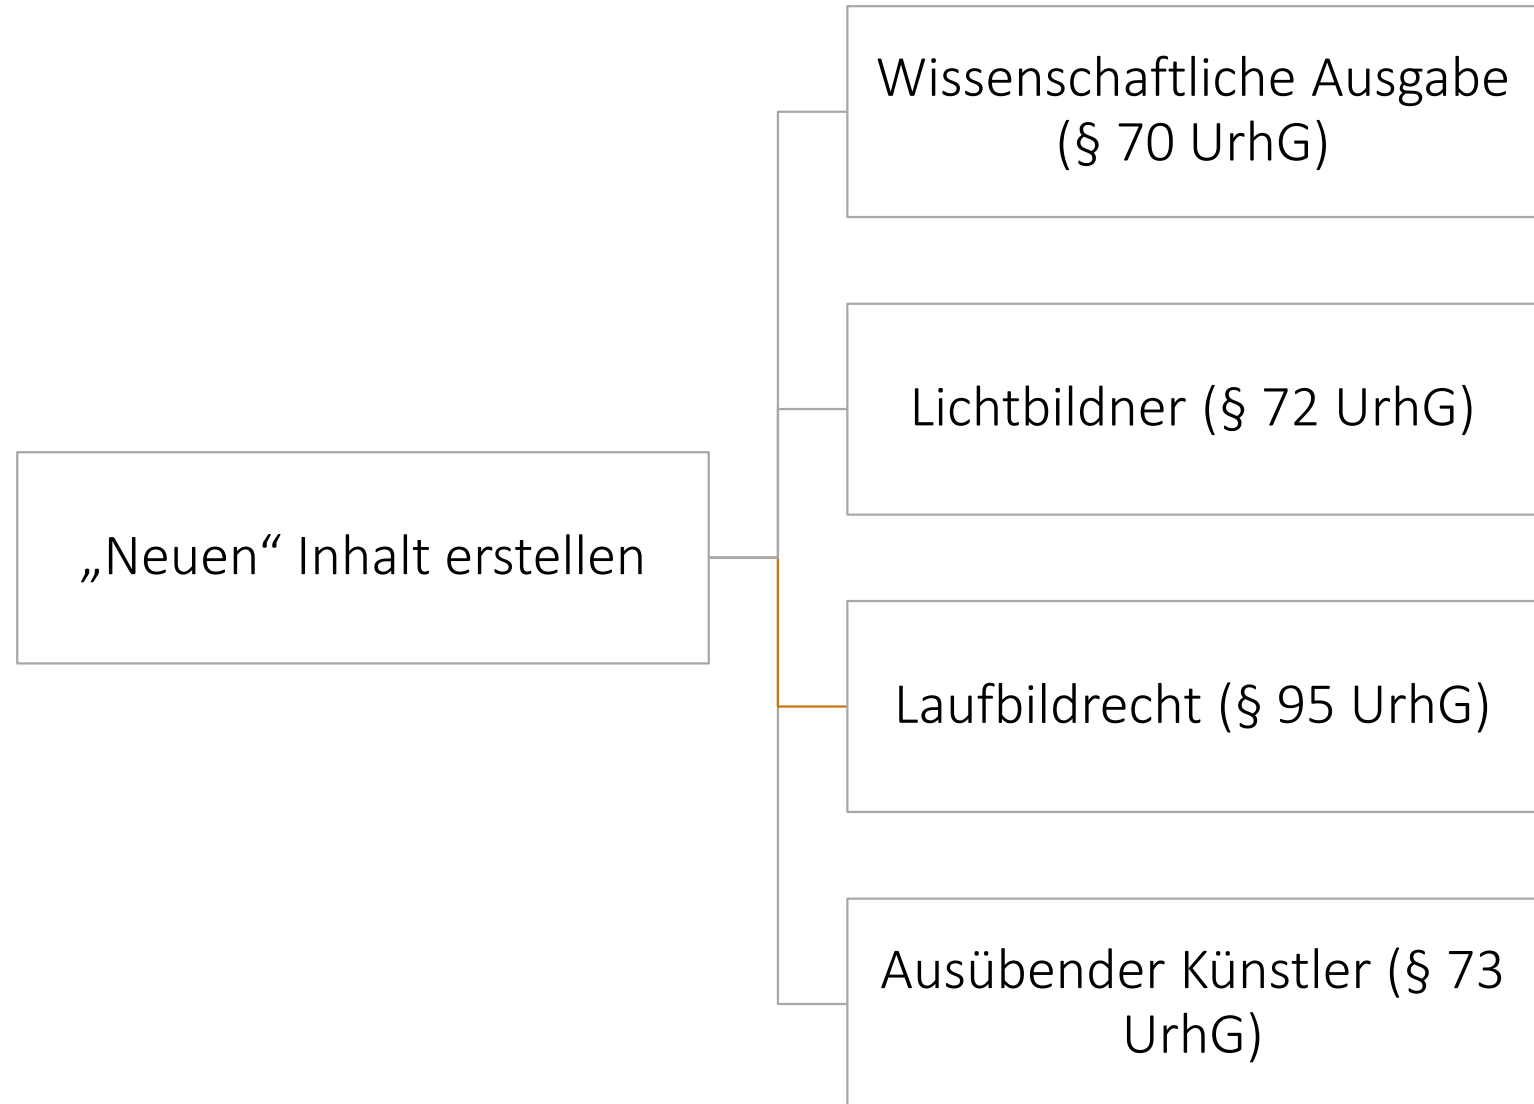 Wissenschaftliche Ausgabe
(§ 70 UrhG)
Lichtbildner (§ 72 UrhG)
„Neuen“ Inhalt erstellen
Laufbildrecht (§ 95 UrhG)
Ausübender Künstler (§ 73
UrhG)